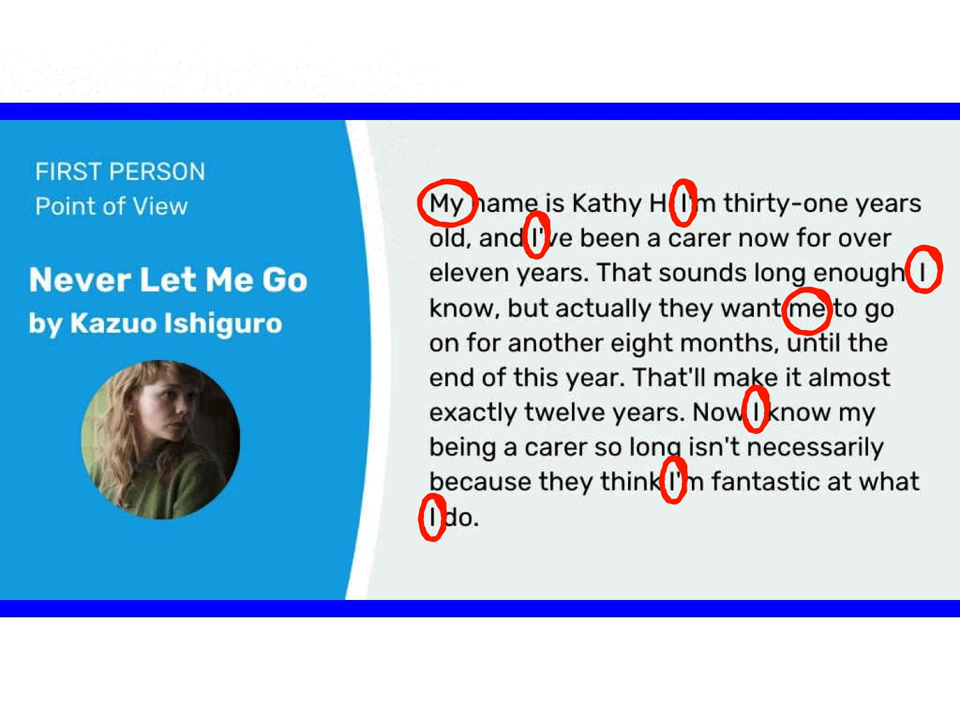 FIRST PERSON
Point of View
Never Let Me Go
by Kazuo Ishiguro
My name is Kathy H. I'm thirty-one years
old, and I've been a carer now for over
eleven years. That sounds long enough, I
know, but actually they want me to go
on for another eight months, until the
end of this year. That'll make it almost
exactly twelve years. Now I know my
being a carer so long isn't necessarily
because they think I'm fantastic at what
I do.